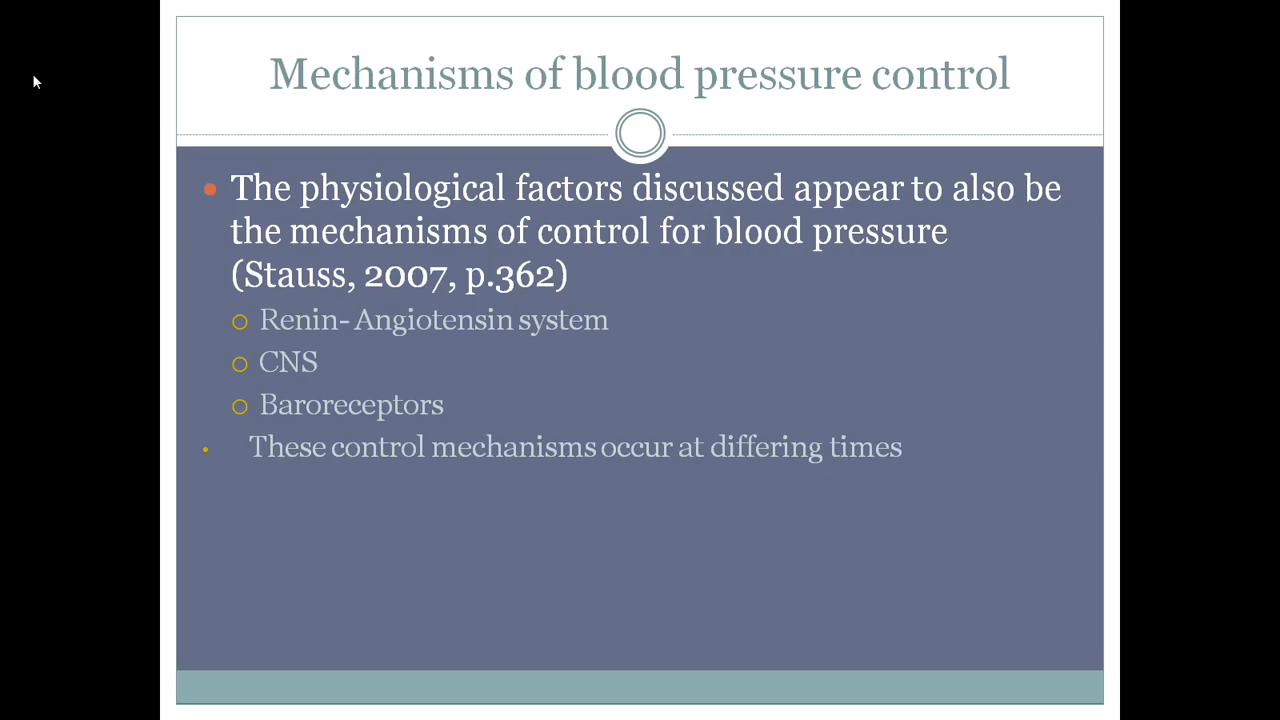 Mechanisms of blood pressure control
The physiological factors discussed appear to also be
the mechanisms of control for blood pressure
(Stauss, 2007, p.362)
Renin- Angiotensin system
CNS
Baroreceptors
These control mechanisms occur at differing times